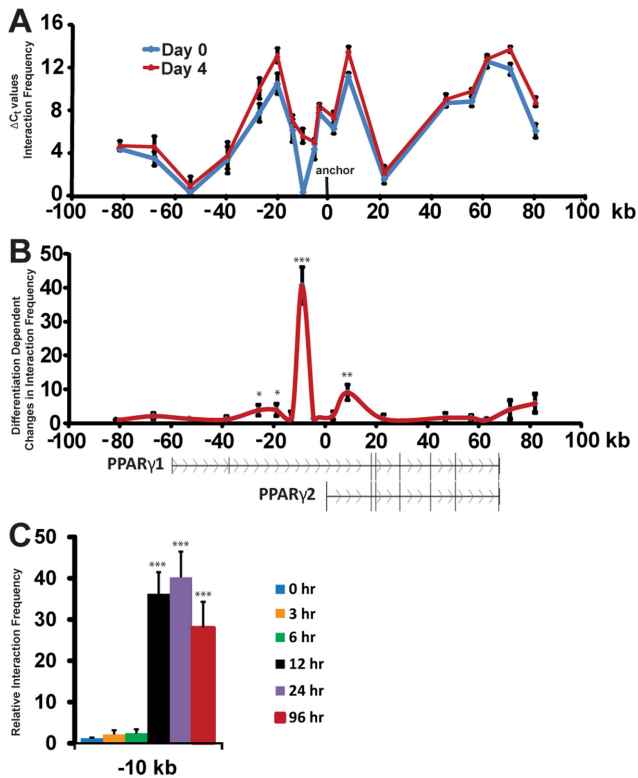 A
16
12
8
4
0
ΔCt values
Interaction Frequency
Day 0
Day 4
anchor
-100 -80 -60 -40 -20 0 20 40 60 80 100 kb
B
50
40
30
20
10
0
Differentiation Dependent
Changes in Interaction Frequency
***
* * **
-100 -80 -60 -40 -20 0 20 40 60 80 100 kb
PPARγ1
PPARγ2
C
50
40
30
20
10
0
Relative Interaction Frequency
*** *** ***
-10 kb
0 hr
3 hr
6 hr
12 hr
24 hr
96 hr